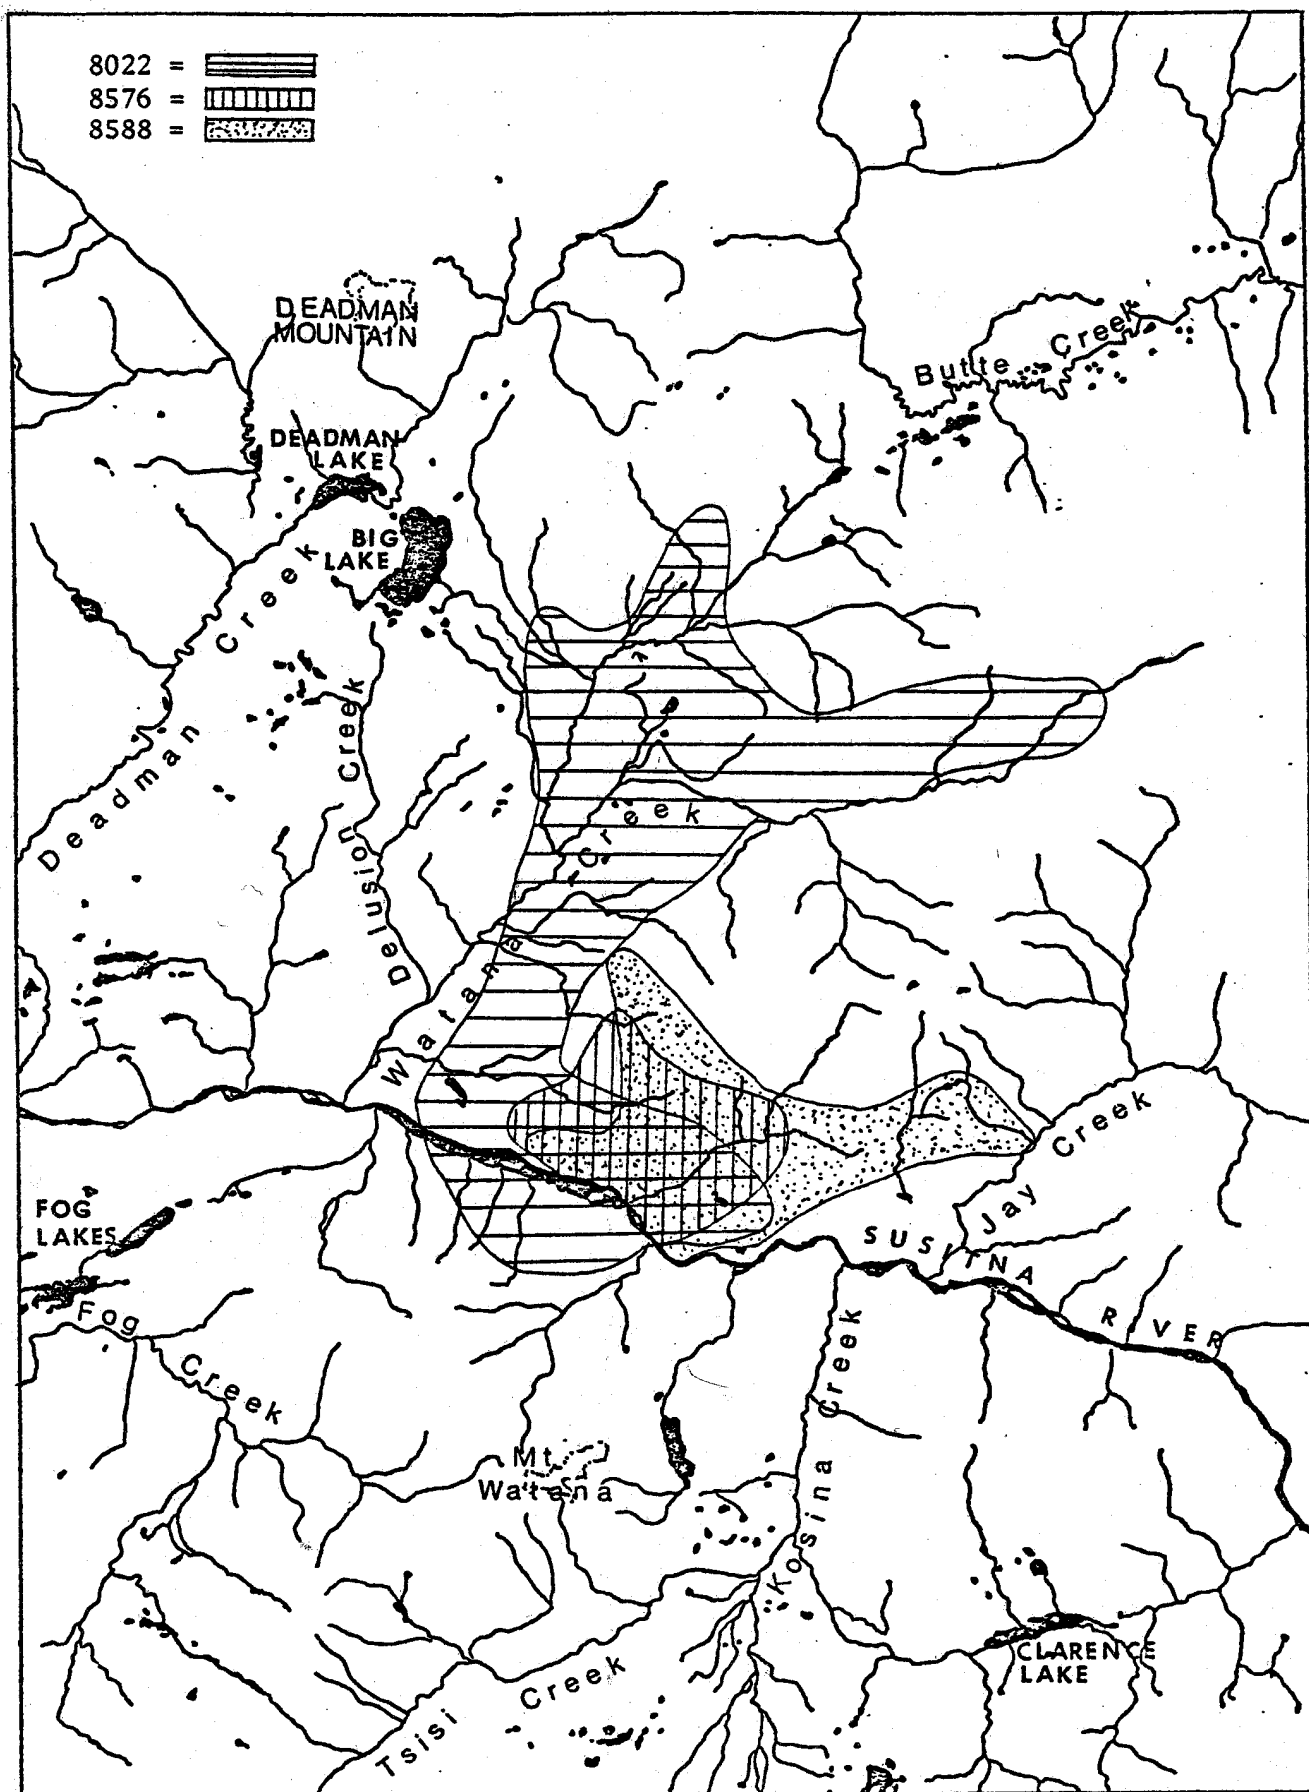 8022 =
8576 =
8588 =
DEADMAN
MOUNTAIN
Butte Creek
DEADMAN
LAKE
BIG
LAKE
Deadman Creek
Delusion Creek
Watana Creek
Jay Creek
FOG
LAKES
SUSITNA RIVER
Fog Creek
Kosina Creek
Mt
Watana
Tsisi Creek
CLARENCE
LAKE